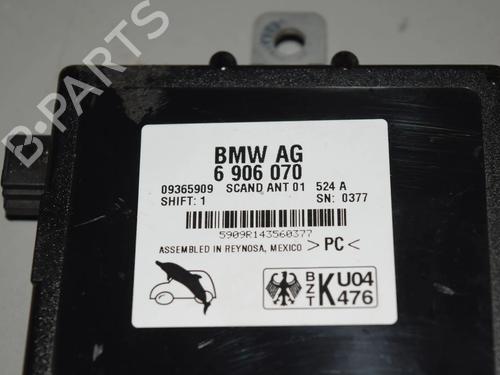 BMW AG
6 906 070
09365909 SCAND ANT 01 524 A
SHIFT: 1 SN: 0377
5909R143560377
ASSEMBLED IN REYNOSA, MEXICO >PC<
BZT K U04 476
B-PARTS